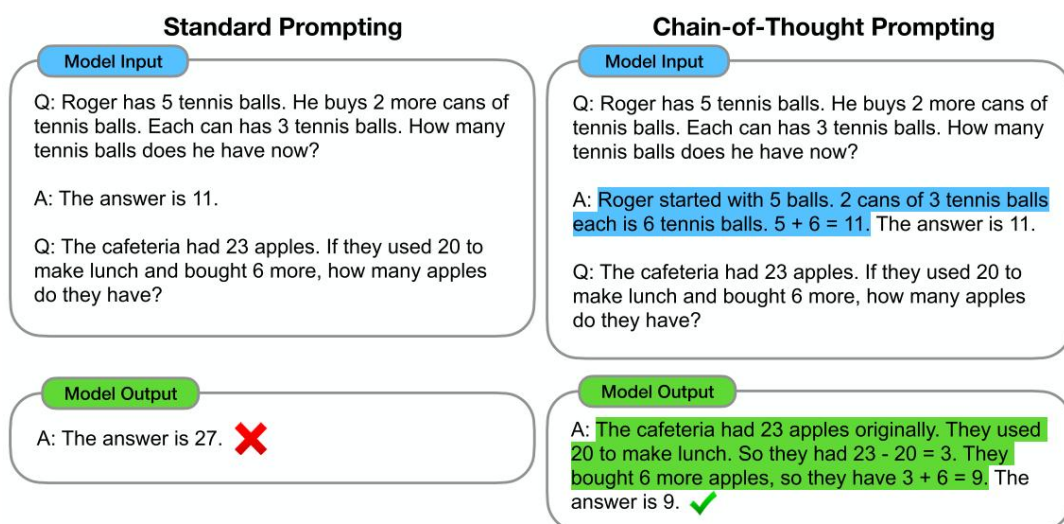 Standard Prompting
Model Input
Q: Roger has 5 tennis balls. He buys 2 more cans of
tennis balls. Each can has 3 tennis balls. How many
tennis balls does he have now?
A: The answer is 11.
Q: The cafeteria had 23 apples. If they used 20 to
make lunch and bought 6 more, how many apples
do they have?
Model Output
A: The answer is 27.
Chain-of-Thought Prompting
Model Input
Q: Roger has 5 tennis balls. He buys 2 more cans of
tennis balls. Each can has 3 tennis balls. How many
tennis balls does he have now?
A: Roger started with 5 balls. 2 cans of 3 tennis balls
each is 6 tennis balls. 5 + 6 = 11. The answer is 11.
Q: The cafeteria had 23 apples. If they used 20 to
make lunch and bought 6 more, how many apples
do they have?
Model Output
A: The cafeteria had 23 apples originally. They used
20 to make lunch. So they had 23 - 20 = 3. They
bought 6 more apples, so they have 3 + 6 = 9. The
answer is 9.